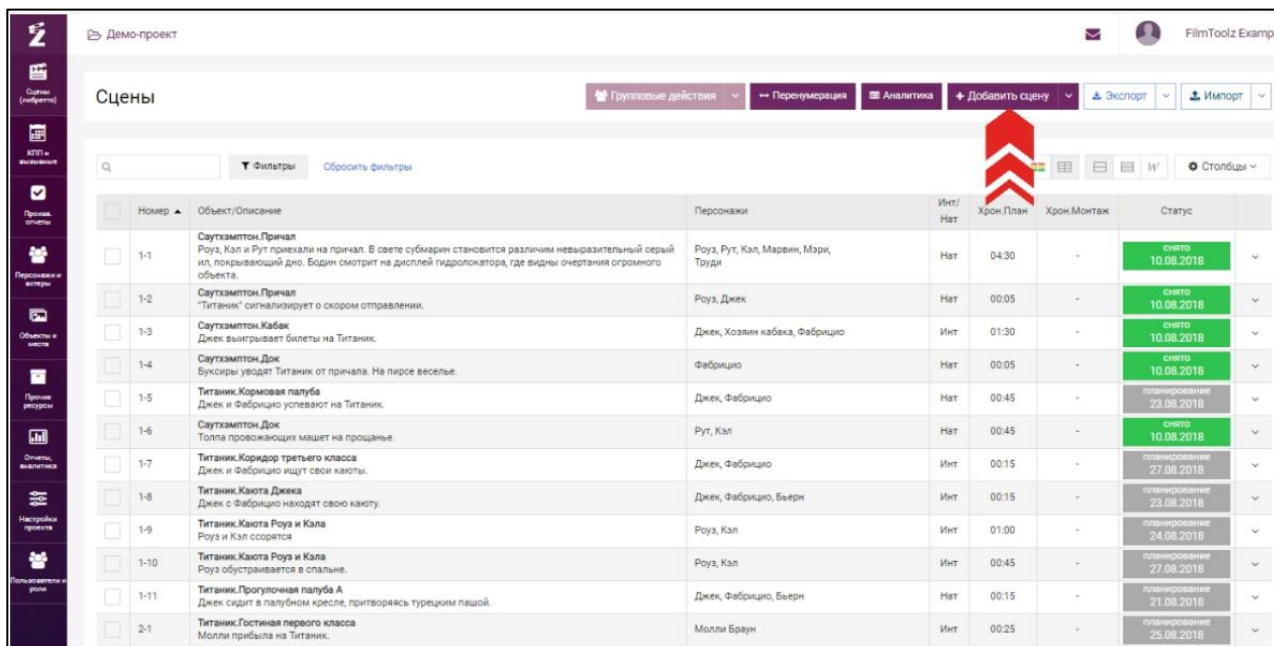 Демо-проект
FilmToolz Examp
Сцены (либретто)
КПП и вызывные
Произв. отчеты
Персонажи и актеры
Объекты и места
Прочие ресурсы
Отчеты, аналитика
Настройки проекта
Пользователи и роли
Сцены
Групповые действия
Перенумерация
Аналитика
+ Добавить сцену
Экспорт
Импорт
Фильтры
Сбросить фильтры
W
Столбцы
Номер
Объект/Описание
Персонажи
Инт/
Нат
Хрон.План
Хрон.Монтаж
Статус
Саутхэмптон.Причал
1-1 Роуз, Кэл и Рут приехали на причал. В свете субмарин становится различим невыразительный серый Роуз, Рут, Кэл, Марвин, Мэри, Нат 04:30 - СНЯТО
ил, покрывающий дно. Бодин смотрит на дисплей гидролокатора, где видны очертания огромного Труди 10.08.2018
объекта.
Саутхэмптон.Причал СНЯТО
1-2 "Титаник" сигнализирует о скором отправлении. Роуз, Джек Нат 00:05 - 10.08.2018
Саутхэмптон.Кабак СНЯТО
1-3 Джек выигрывает билеты на Титаник. Джек, Хозяин кабака, Фабрицио Инт 01:30 - 10.08.2018
Саутхэмптон.Док СНЯТО
1-4 Буксиры уводят Титаник от причала. На пирсе веселье. Фабрицио Нат 00:05 - 10.08.2018
Титаник.Кормовая палуба планирование
1-5 Джек и Фабрицио успевают на Титаник. Джек, Фабрицио Нат 00:45 - 23.08.2018
Саутхэмптон.Док СНЯТО
1-6 Толпа провожающих машет на прощанье. Рут, Кэл Нат 00:45 - 10.08.2018
Титаник.Коридор третьего класса планирование
1-7 Джек и Фабрицио ищут свои каюты. Джек, Фабрицио Инт 00:15 - 27.08.2018
Титаник.Каюта Джека планирование
1-8 Джек с Фабрицио находят свою каюту. Джек, Фабрицио, Бьерн Инт 00:15 - 23.08.2018
Титаник.Каюта Роуз и Кэла планирование
1-9 Роуз и Кэл ссорятся Роуз, Кэл Инт 01:00 - 24.08.2018
Титаник.Каюта Роуз и Кэла планирование
1-10 Роуз обустраивается в спальне. Роуз, Кэл Инт 00:45 - 27.08.2018
Титаник.Прогулочная палуба А планирование
1-11 Джек сидит в палубном кресле, притворяясь турецким пашой. Джек, Фабрицио, Бьерн Нат 00:15 - 21.08.2018
Титаник.Гостиная первого класса планирование
2-1 Молли прибыла на Титаник. Молли Браун Инт 00:25 - 25.08.2018